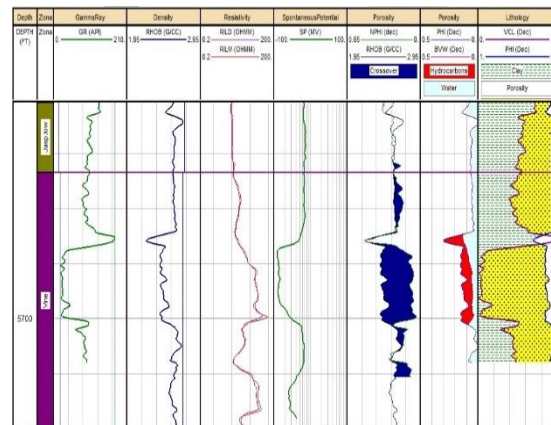 Depth
Zona
GammaRay
Density
Resistivity
SpontaneousPotential
Porosity
Porosity
Lithology
DEPTH
(FT)
Zona
GR (API)
0. 210.
RHOB (G/CC)
1.95 2.95
RILD (OHMM)
0.2 200.
RILM (OHMM)
0.2 200.
SP (MV)
-100. 100.
NPHI (dec)
0.65 0.
RHOB (G/CC)
1.95 2.95
Crossover
PHI (Dec)
0.5 0.
BVW (Dec)
0.5 0.
Hydrocarbons
Water
VCL (Dec)
0. 1.
PHI (Dec)
1. 0.
Clay
Porosity
Vine
5700